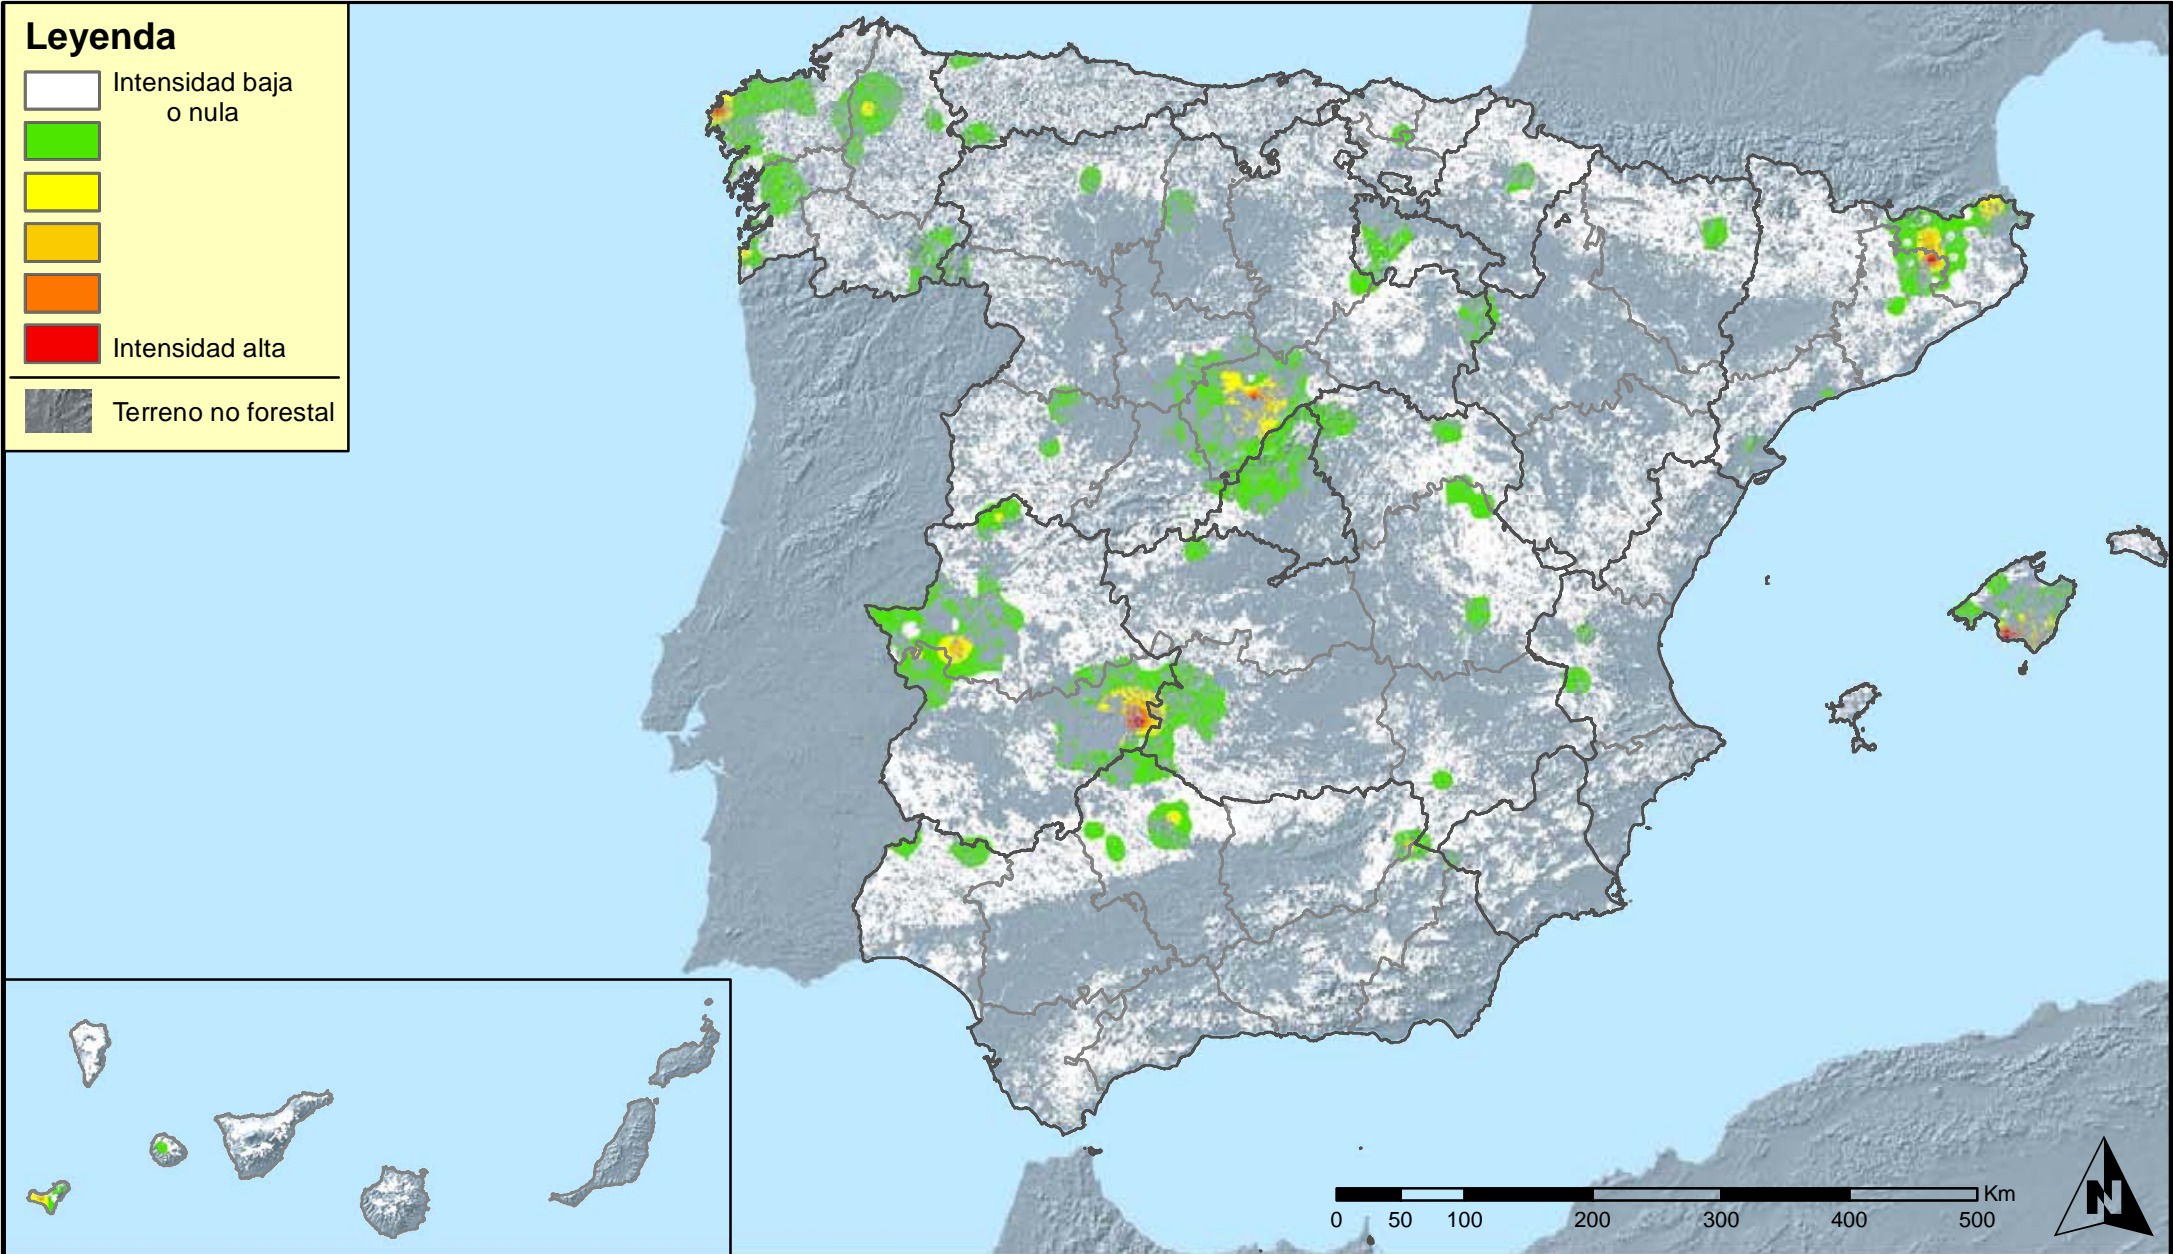 Leyenda
Intensidad baja
o nula
Intensidad alta
Terreno no forestal
Km
0 50 100 200 300 400 500
N